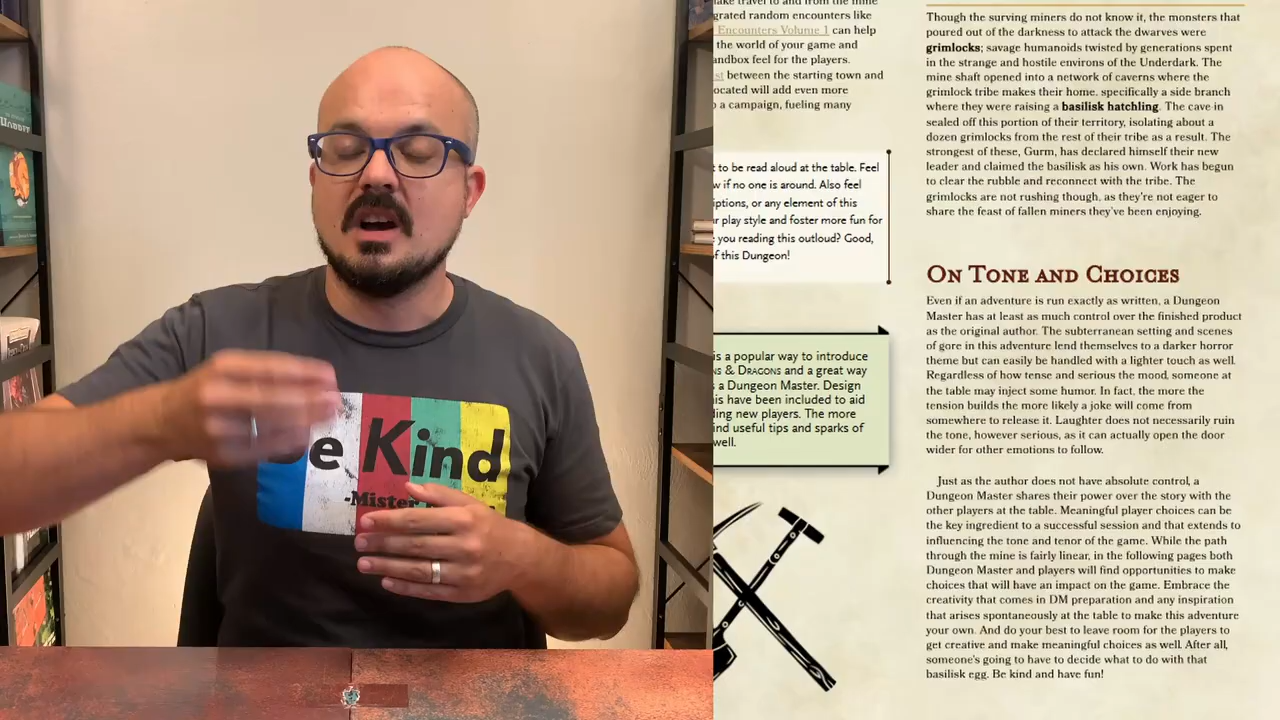 Be Kind
-Mister
ake travel to and from the mine
grated random encounters like
Encounters Volume 1 can help
the world of your game and
andbox feel for the players.
st between the starting town and
ocated will add even more
o a campaign, fueling many
t to be read aloud at the table. Feel
w if no one is around. Also feel
iptions, or any element of this
r play style and foster more fun for
e you reading this outloud? Good,
f this Dungeon!
is a popular way to introduce
ns & Dragons and a great way
a Dungeon Master. Design
his have been included to aid
ding new players. The more
ind useful tips and sparks of
well.
Though the surving miners do not know it, the monsters that
poured out of the darkness to attack the dwarves were
grimlocks; savage humanoids twisted by generations spent
in the strange and hostile environs of the Underdark. The
mine shaft opened into a network of caverns where the
grimlock tribe makes their home, specifically a side branch
where they were raising a basilisk hatchling. The cave-in
sealed off this portion of their territory, isolating about a
dozen grimlocks from the rest of their tribe as a result. The
strongest of these, Gurm, has declared himself their new
leader and claimed the basilisk as his own. Work has begun
to clear the rubble and reconnect with the tribe. The
grimlocks are not rushing though, as they're not eager to
share the feast of fallen miners they've been enjoying.
On Tone and Choices
Even if an adventure is run exactly as written, a Dungeon
Master has at least as much control over the finished product
as the original author. The subterranean setting and scenes
of gore in this adventure lend themselves to a darker horror
theme but can easily be handled with a lighter touch as well.
Regardless of how tense and serious the mood, someone at
the table may inject some humor. In fact, the more the
tension builds the more likely a joke will come from
somewhere to release it. Laughter does not necessarily ruin
the tone, however serious, as it can actually open the door
wider for other emotions to follow.
Just as the author does not have absolute control, a
Dungeon Master shares their power over the story with the
other players at the table. Meaningful player choices can be
the key ingredient to a successful session and that extends to
influencing the tone and tenor of the game. While the path
through the mine is fairly linear, in the following pages both
Dungeon Master and players will find opportunities to make
choices that will have an impact on the game. Embrace the
creativity that comes in DM preparation and any inspiration
that arises spontaneously at the table to make this adventure
your own. And do your best to leave room for the players to
get creative and make meaningful choices as well. After all,
someone's going to have to decide what to do with that
basilisk egg. Be kind and have fun!